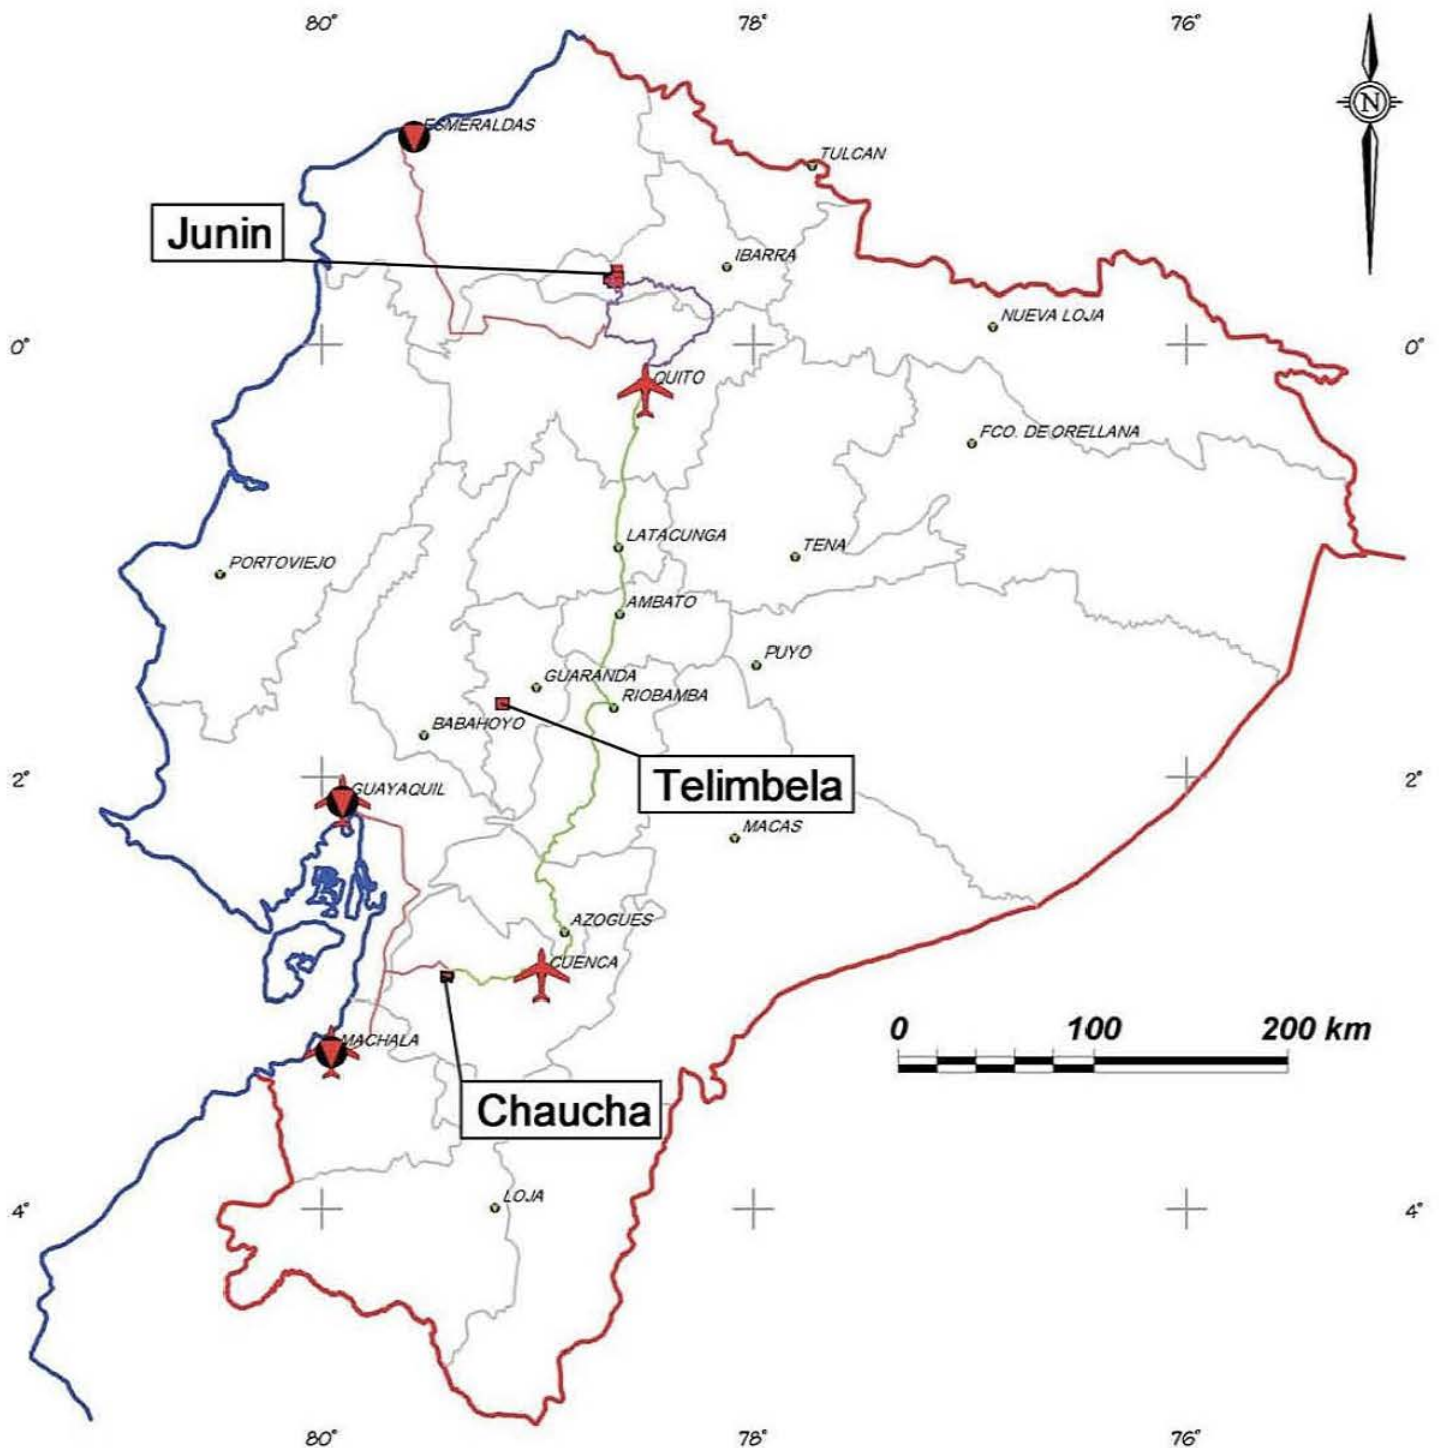 80°
78°
76°
N
ESMERALDAS
TULCAN
Junin
IBARRA
NUEVA LOJA
0°
0°
QUITO
FCO. DE ORELLANA
LATACUNGA
TENA
PORTOVIEJO
AMBATO
PUYO
GUARANDA
RIOBAMBA
BABAHOYO
2°
Telimbela
2°
GUAYAQUIL
MACAS
AZOGUES
CUENCA
0 100 200 km
MACHALA
Chaucha
LOJA
4°
4°
80°
78°
76°